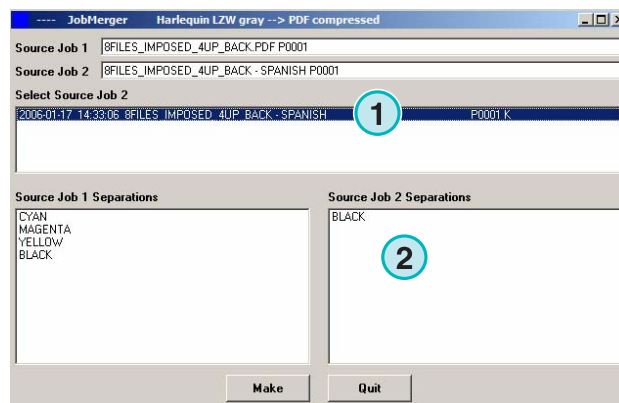 ---- JobMerger Harlequin LZW gray --> PDF compressed
Source Job 1 8FILES_IMPOSED_4UP_BACK.PDF P0001
Source Job 2 8FILES_IMPOSED_4UP_BACK - SPANISH P0001
Select Source Job 2
2006-01-17 14:33:06 8FILES_IMPOSED_4UP_BACK - SPANISH P0001 K
1
Source Job 1 Separations Source Job 2 Separations
CYAN BLACK
MAGENTA
YELLOW
BLACK
2
Make Quit